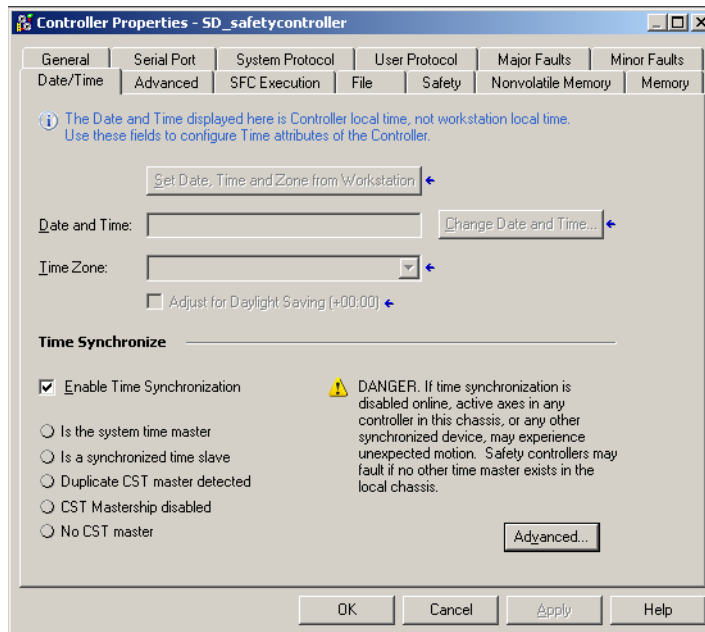 Controller Properties - SD_safetycontroller
General Serial Port System Protocol User Protocol Major Faults Minor Faults
Date/Time Advanced SFC Execution File Safety Nonvolatile Memory Memory
The Date and Time displayed here is Controller local time, not workstation local time.
Use these fields to configure Time attributes of the Controller.
Set Date, Time and Zone from Workstation
Date and Time: Change Date and Time...
Time Zone:
Adjust for Daylight Saving (+00:00)
Time Synchronize
Enable Time Synchronization
Is the system time master
Is a synchronized time slave
Duplicate CST master detected
CST Mastership disabled
No CST master
DANGER. If time synchronization is
disabled online, active axes in any
controller in this chassis, or any other
synchronized device, may experience
unexpected motion. Safety controllers may
fault if no other time master exists in the
local chassis.
Advanced...
OK Cancel Apply Help